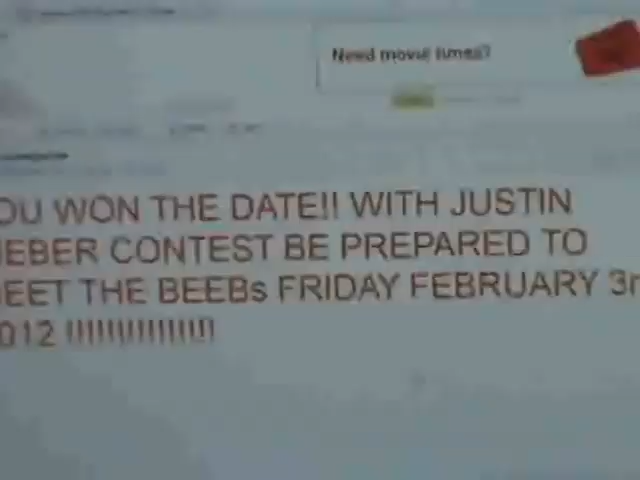 Need movie times?
OU WON THE DATE!! WITH JUSTIN
IEBER CONTEST BE PREPARED TO
EET THE BEEBs FRIDAY FEBRUARY 3r
012 !!!!!!!!!!!!!!!!